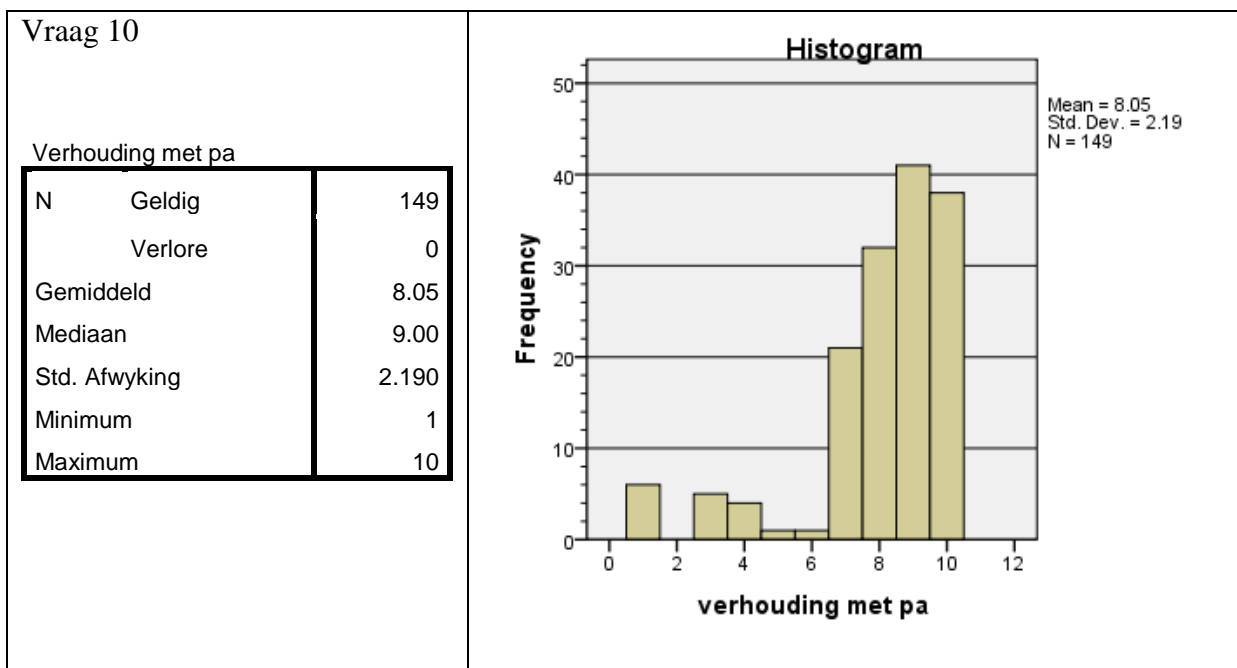 Vraag 10
Verhouding met pa
N Geldig 149
Verlore 0
Gemiddeld 8.05
Mediaan 9.00
Std. Afwyking 2.190
Minimum 1
Maximum 10
Histogram
Mean = 8.05
Std. Dev. = 2.19
N = 149
Frequency
50
40
30
20
10
0
0 2 4 6 8 10 12
verhouding met pa